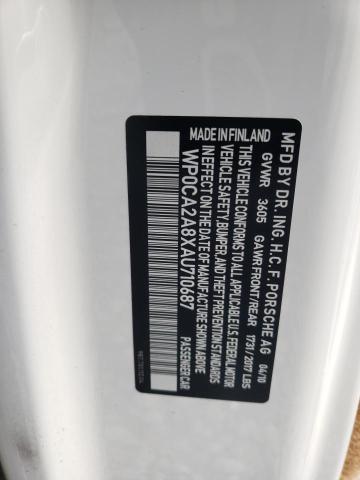 MFD BY DR. ING. H.C. F. PORSCHE AG 04/10
GVWR 3605 GAWR FRONT/REAR 1731/2017 LBS
THIS VEHICLE CONFORMS TO ALL APPLICABLE U.S. FEDERAL MOTOR
VEHICLE SAFETY, BUMPER, AND THEFT PREVENTION STANDARDS IN
EFFECT ON THE DATE OF MANUFACTURE SHOWN ABOVE
MADE IN FINLAND
WP0CA2A8XAU710687 PASSENGER CAR